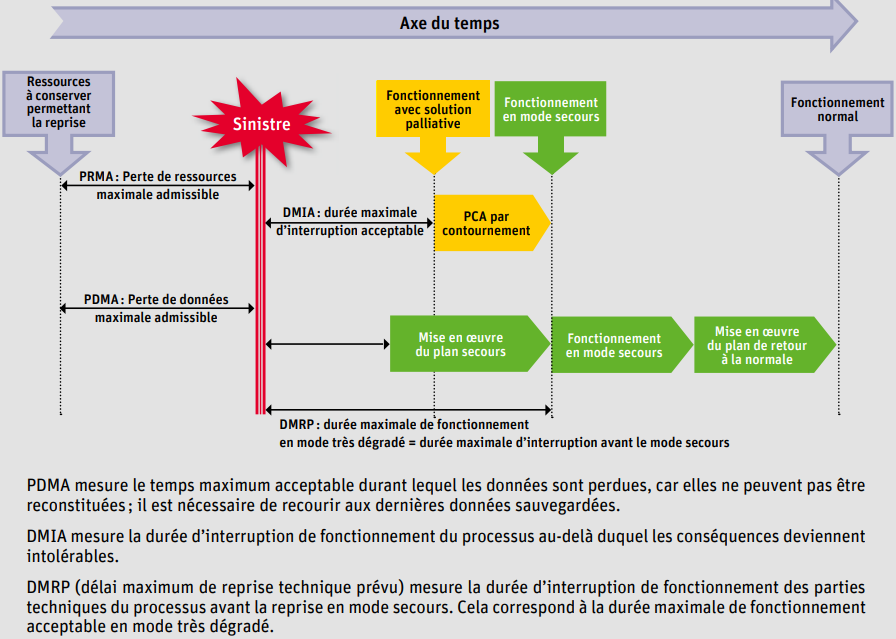 Axe du temps
Ressources
à conserver
permettant
la reprise
Sinistre
Fonctionnement
avec solution
palliative
Fonctionnement
en mode secours
Fonctionnement
normal
PRMA : Perte de ressources
maximale admissible
DMIA : durée maximale
d'interruption acceptable
PCA par
contournement
PDMA : Perte de données
maximale admissible
Mise en œuvre
du plan secours
Fonctionnement
en mode secours
Mise en œuvre
du plan de retour
à la normale
DMRP : durée maximale de fonctionnement
en mode très dégradé = durée maximale d'interruption avant le mode secours
PDMA mesure le temps maximum acceptable durant lequel les données sont perdues, car elles ne peuvent pas être
reconstituées ; il est nécessaire de recourir aux dernières données sauvegardées.
DMIA mesure la durée d'interruption de fonctionnement du processus au-delà duquel les conséquences deviennent
intolérables.
DMRP (délai maximum de reprise technique prévu) mesure la durée d'interruption de fonctionnement des parties
techniques du processus avant la reprise en mode secours. Cela correspond à la durée maximale de fonctionnement
acceptable en mode très dégradé.